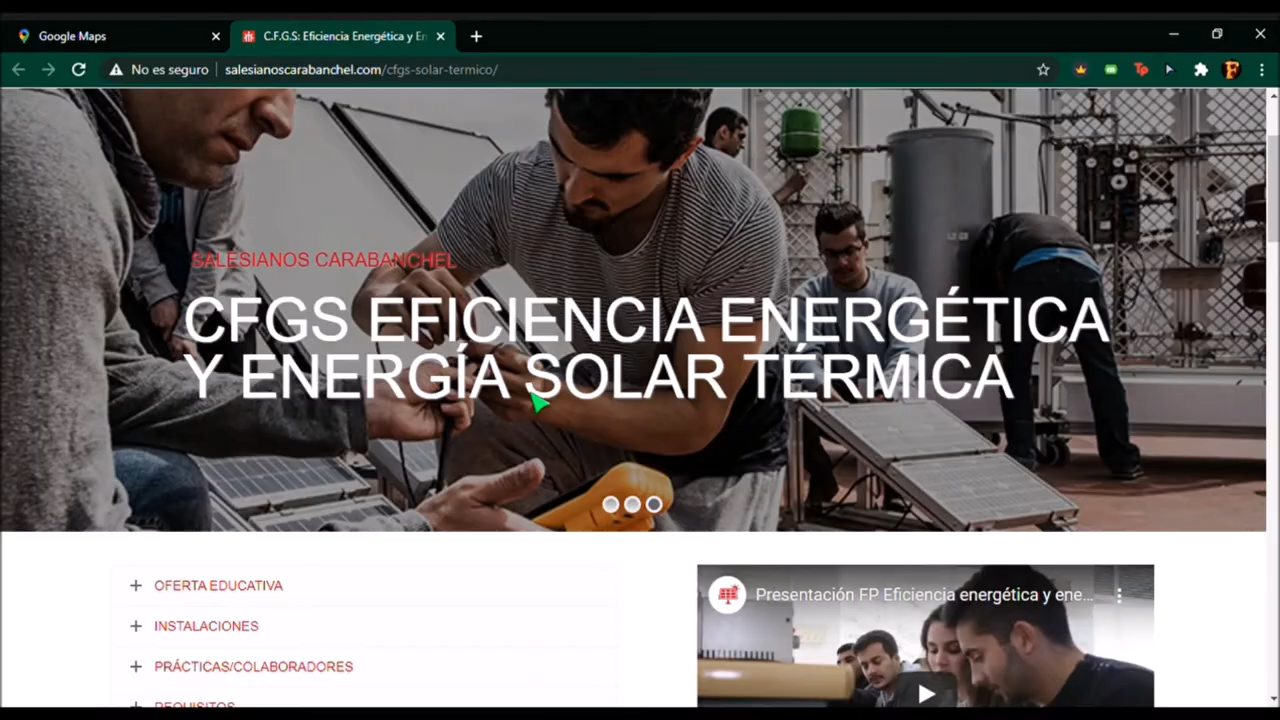 Google Maps
C.F.G.S: Eficiencia Energética y En
No es seguro
salesianoscarabanchel.com/cfgs-solar-termico/
SALESIANOS CARABANCHEL
CFGS EFICIENCIA ENERGÉTICA
Y ENERGÍA SOLAR TÉRMICA
OFERTA EDUCATIVA
INSTALACIONES
PRÁCTICAS/COLABORADORES
REQUISITOS
Presentación FP Eficiencia energética y ene...